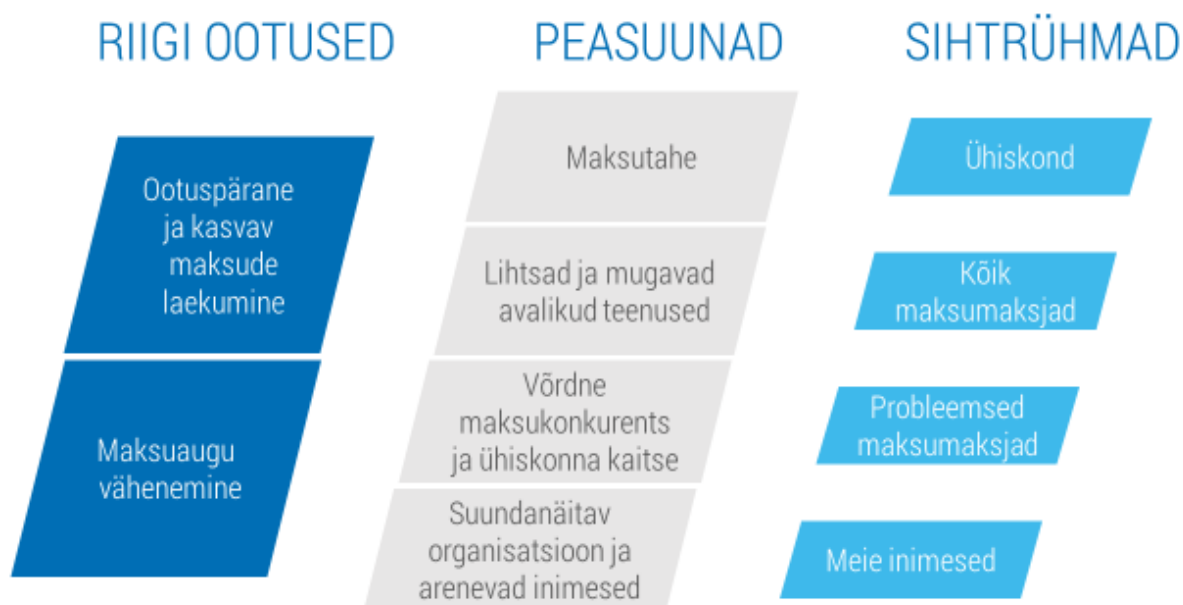 RIIGI OOTUSED
Ootuspärane
ja kasvav
maksude
laekumine
Maksuaugu
vähenemine
PEASUUNAD
Maksutahe
Lihtsad ja mugavad
avalikud teenused
Võrdne
maksukonkurents
ja ühiskonna kaitse
Suundanäitav
organisatsioon ja
arenevad inimesed
SIHTRÜHMAD
Ühiskond
Kõik
maksumaksjad
Probleemsed
maksumaksjad
Meie inimesed